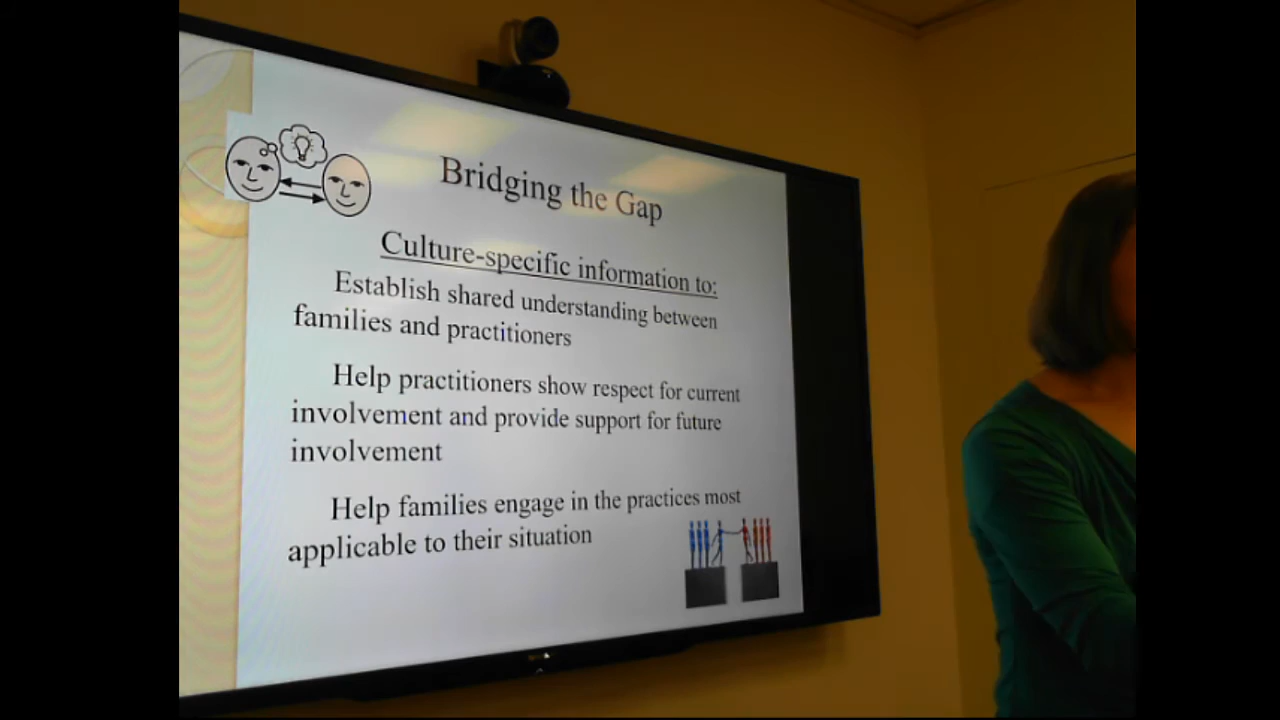 Bridging the Gap
Culture-specific information to:
Establish shared understanding between
families and practitioners
Help practitioners show respect for current
involvement and provide support for future
involvement
Help families engage in the practices most
applicable to their situation